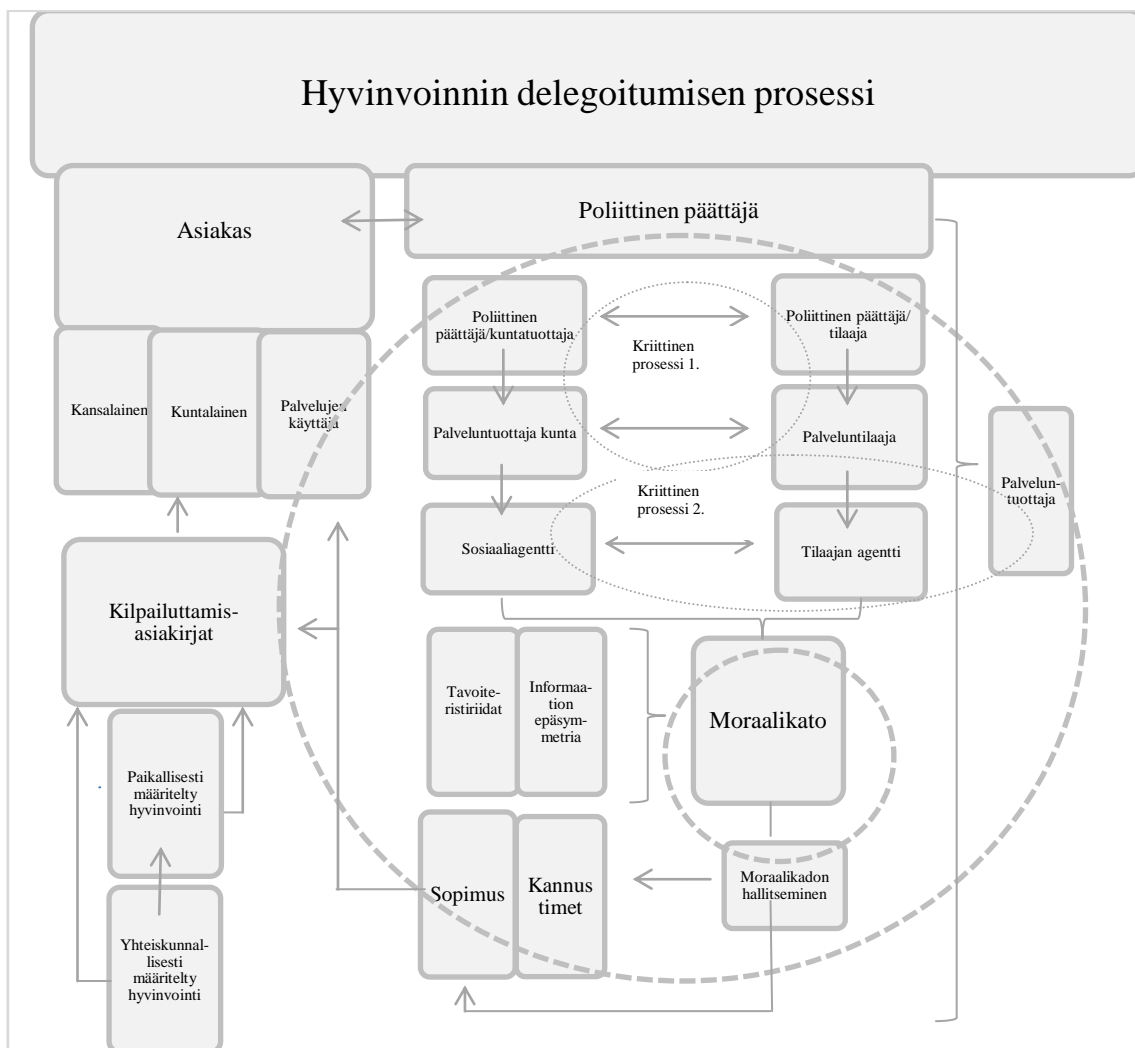 Hyvinvoinnin delegoitumisen prosessi
Asiakas
Poliittinen päättäjä
Poliittinen
päättäjä/kuntatuottaja
Poliittinen päättäjä/
tilaaja
Kriittinen
prosessi 1.
Kansalainen
Kuntalainen
Palvelujen
käyttäjä
Palveluntuottaja kunta
Palveluntilaaja
Palvelun-
tuottaja
Kriittinen
prosessi 2.
Sosiaaliagentti
Tilaajan agentti
Kilpailuttamis-
asiakirjat
Tavoite-
ristiriidat
Informaa-
tion
epäsym-
metria
Moraalikato
Paikallisesti
määritelty
hyvinvointi
Sopimus
Kannus
timet
Moraalikadon
hallitseminen
Yhteiskunnal-
lisesti
määritelty
hyvinvointi